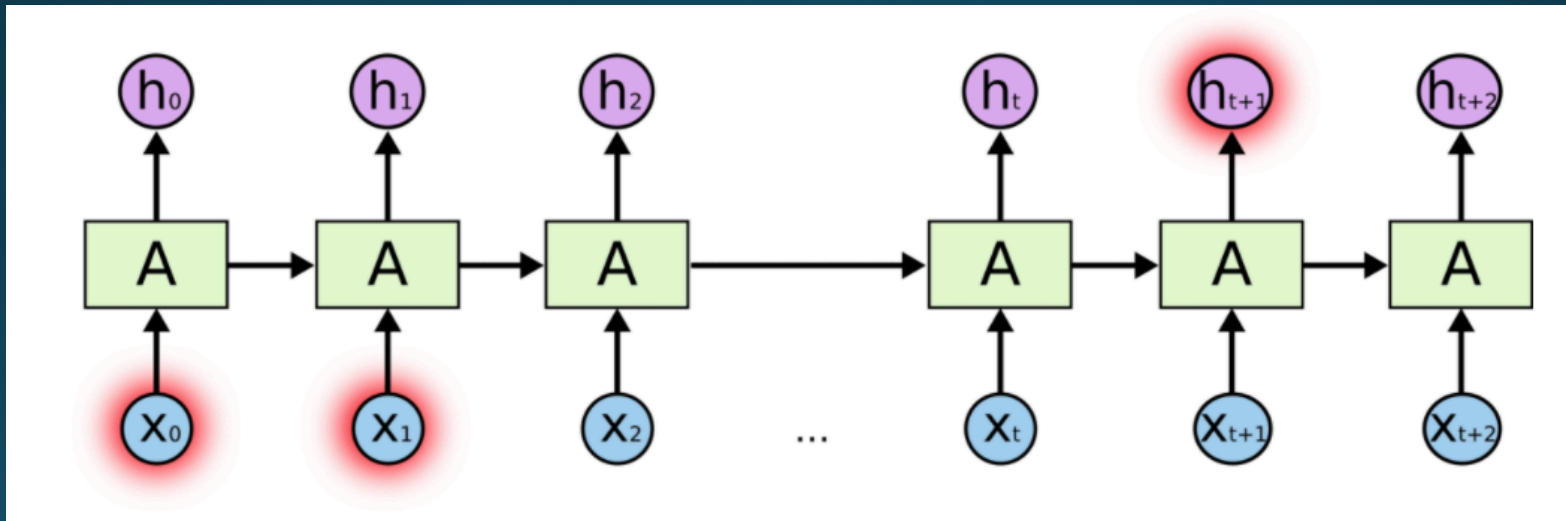 h₀ h₁ h₂ hₜ hₜ₊₁ hₜ₊₂
A A A A A A
x₀ x₁ x₂ ... xₜ xₜ₊₁ xₜ₊₂